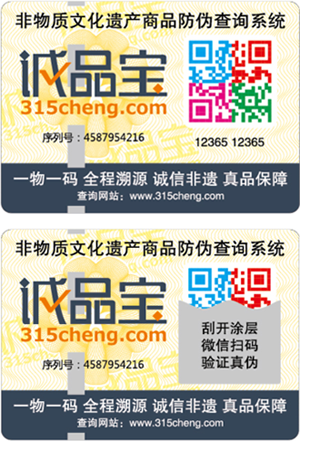 非物质文化遗产商品防伪查询系统
诚品宝
315cheng.com
序列号：4587954216
12365 12365
一物一码 全程溯源 诚信非遗 真品保障
查询网站：www.315cheng.com
非物质文化遗产商品防伪查询系统
诚品宝
315cheng.com
序列号：4587954216
刮开涂层
微信扫码
验证真伪
一物一码 全程溯源 诚信非遗 真品保障
查询网站：www.315cheng.com